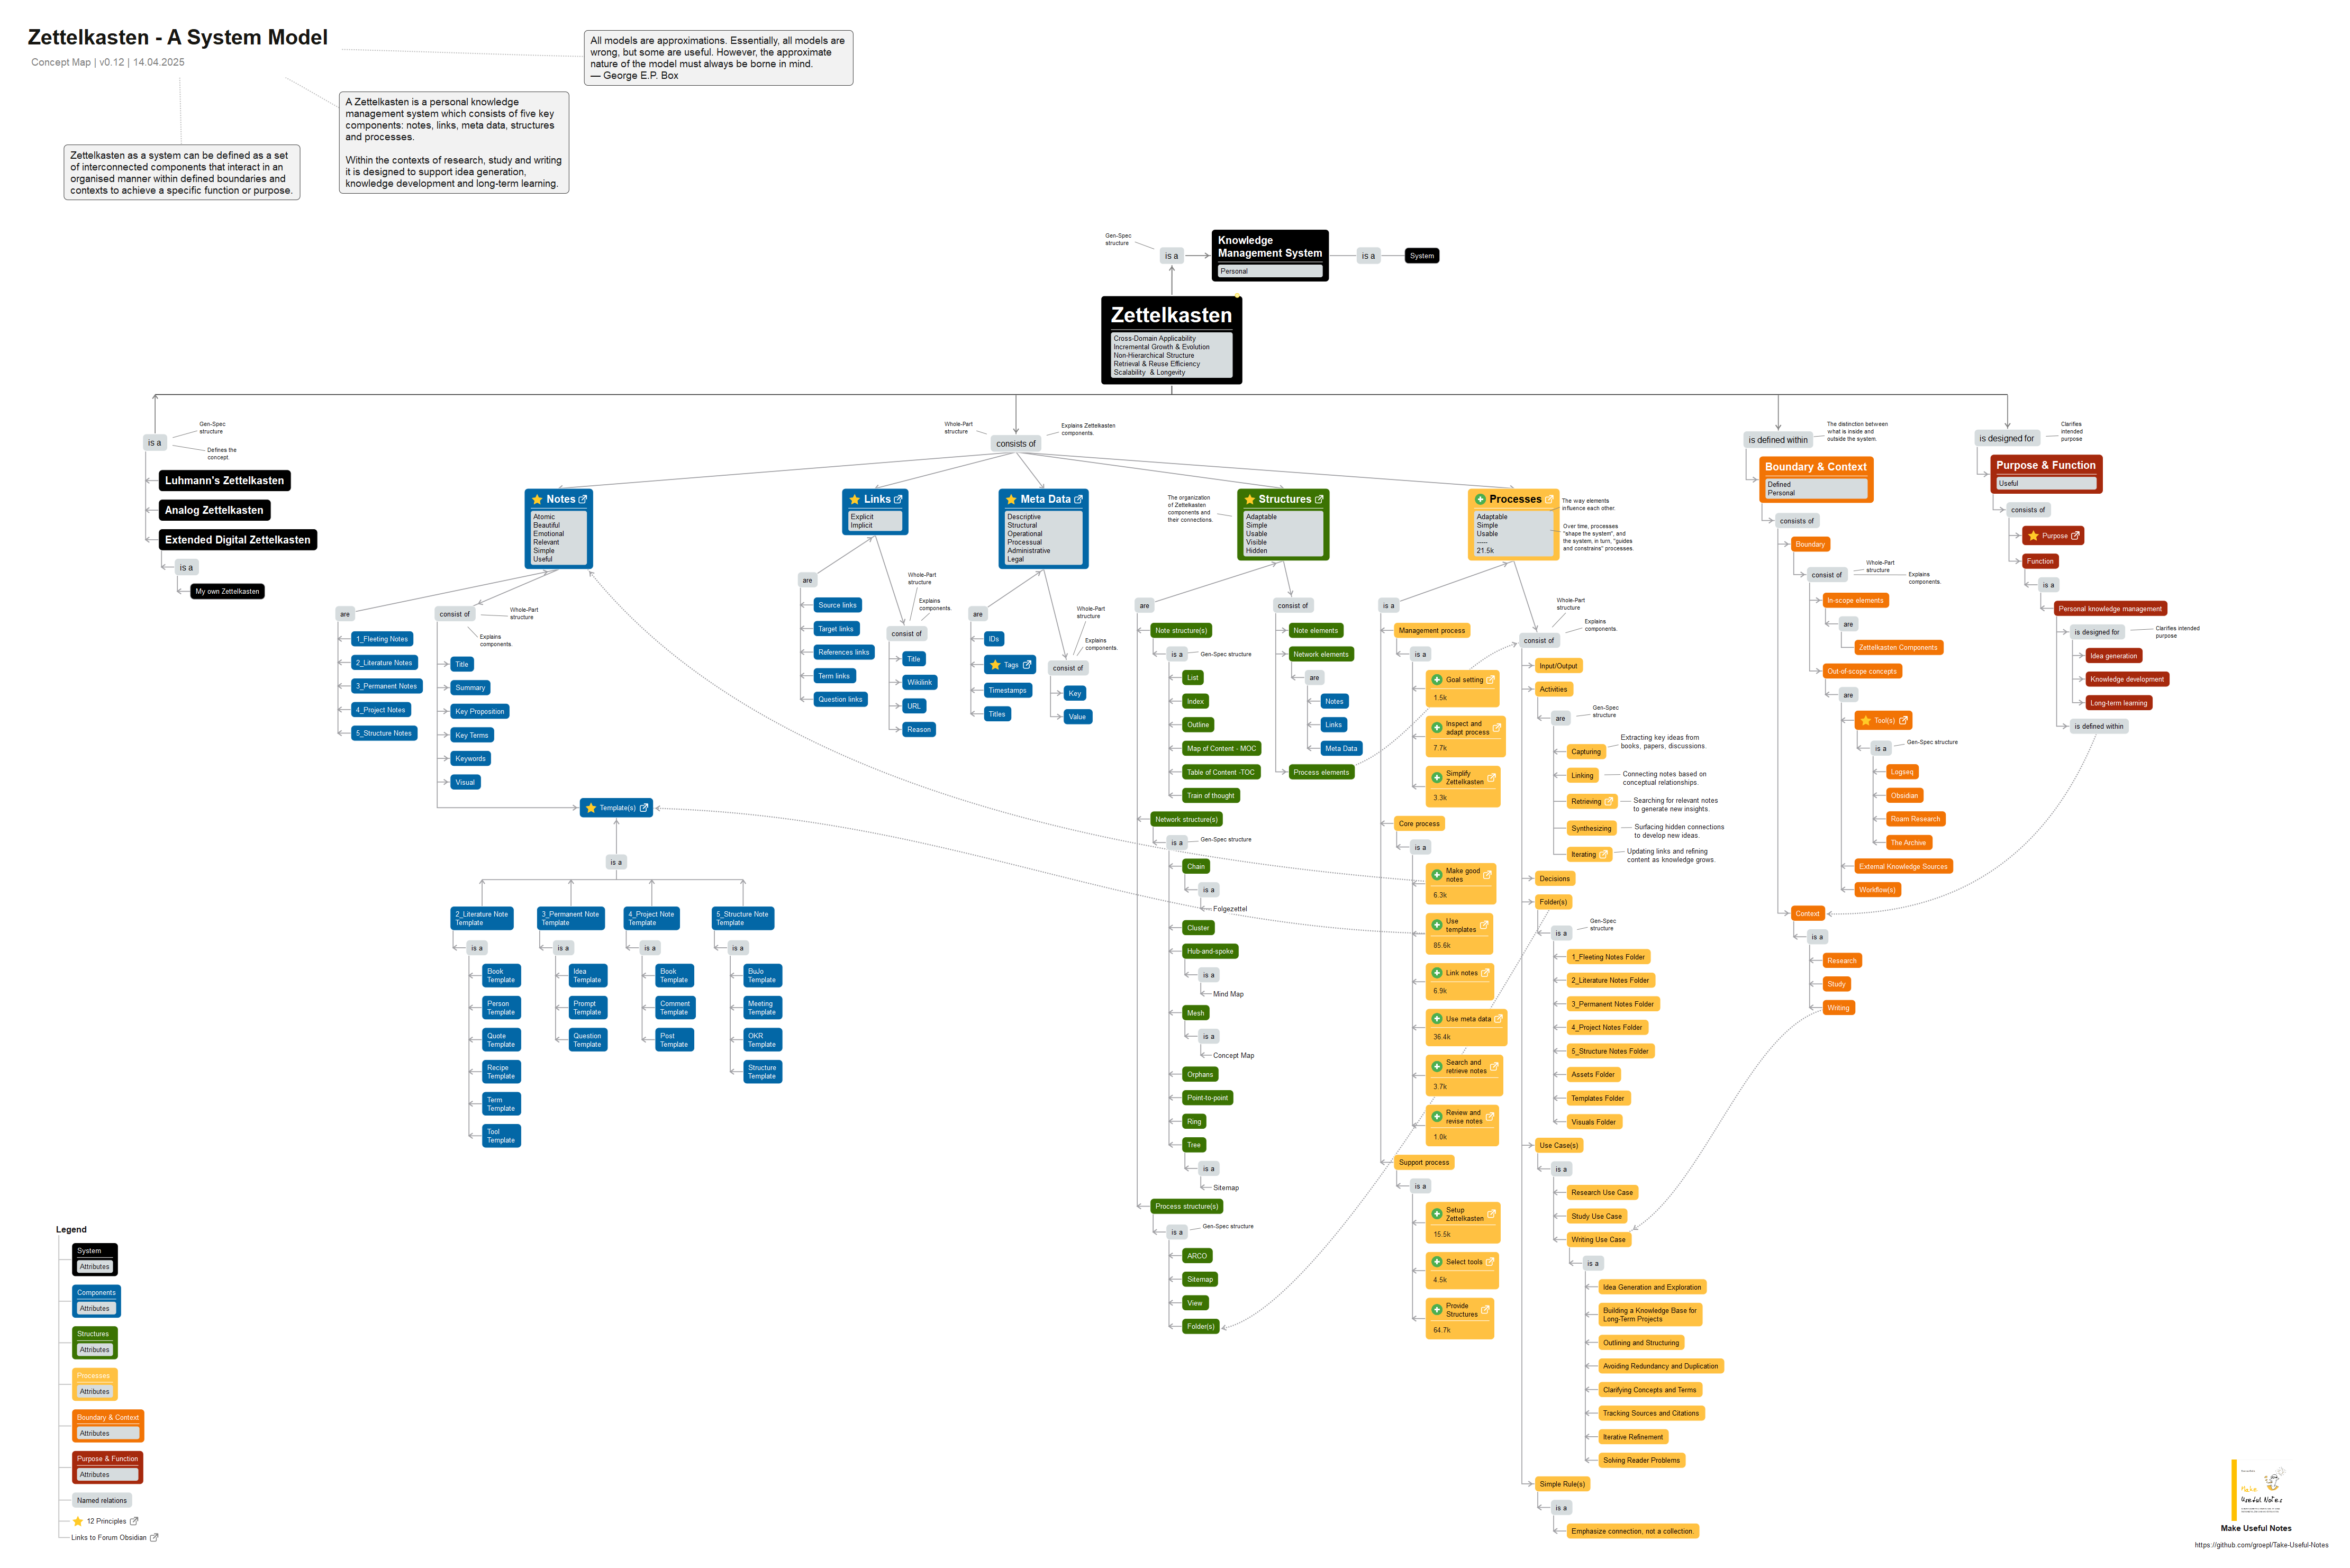 Zettelkasten - A System Model
Concept Map | v0.12 | 14.04.2025
All models are approximations. Essentially, all models are
wrong, but some are useful. However, the approximate
nature of the model must always be borne in mind.
— George E.P. Box
A Zettelkasten is a personal knowledge
management system which consists of five key
components: notes, links, meta data, structures
and processes.
Within the contexts of research, study and writing
it is designed to support idea generation,
knowledge development and long-term learning.
Zettelkasten as a system can be defined as a set
of interconnected components that interact in an
organised manner within defined boundaries and
contexts to achieve a specific function or purpose.
Gen-Spec
structure
is a
Knowledge
Management System
Personal
is a
System
Zettelkasten
Cross-Domain Applicability
Incremental Growth & Evolution
Non-Hierarchical Structure
Retrieval & Reuse Efficiency
Scalability & Longevity
is a
Gen-Spec
structure
Defines the
concept.
Luhmann's Zettelkasten
Analog Zettelkasten
Extended Digital Zettelkasten
is a
My own Zettelkasten
Whole-Part
structure
consists of
Explains Zettelkasten
components.
Notes
Atomic
Beautiful
Emotional
Relevant
Simple
Useful
are
1_Fleeting Notes
2_Literature Notes
3_Permanent Notes
4_Project Notes
5_Structure Notes
consist of
Whole-Part
structure
Explains
components.
Title
Summary
Key Proposition
Key Terms
Keywords
Visual
Template(s)
is a
2_Literature Note
Template
is a
Book
Template
Person
Template
Quote
Template
Recipe
Template
Term
Template
Tool
Template
3_Permanent Note
Template
is a
Idea
Template
Prompt
Template
Question
Template
4_Project Note
Template
is a
Book
Template
Comment
Template
Post
Template
5_Structure Note
Template
is a
BuJo
Template
Meeting
Template
OKR
Template
Structure
Template
Links
Explicit
Implicit
are
Source links
Target links
References links
Term links
Question links
Whole-Part
structure
Explains
components.
consist of
Title
Wikilink
URL
Reason
Meta Data
Descriptive
Structural
Operational
Processual
Administrative
Legal
are
IDs
Tags
Timestamps
Titles
Whole-Part
structure
Explains
components.
consist of
Key
Value
The organization
of Zettelkasten
components and
their connections.
Structures
Adaptable
Simple
Usable
Visible
Hidden
are
Note structure(s)
is a
Gen-Spec structure
List
Index
Outline
Map of Content - MOC
Table of Content -TOC
Train of thought
Network structure(s)
is a
Gen-Spec structure
Chain
is a
Folgezettel
Cluster
Hub-and-spoke
is a
Mind Map
Mesh
is a
Concept Map
Orphans
Point-to-point
Ring
Tree
is a
Sitemap
Process structure(s)
is a
Gen-Spec structure
ARCO
Sitemap
View
Folder(s)
consist of
Note elements
Network elements
are
Notes
Links
Meta Data
Process elements
Processes
Adaptable
Simple
Usable
-----
21.5k
The way elements
influence each other.
Over time, processes
"shape the system", and
the system, in turn, "guides
and constrains" processes.
is a
Management process
is a
Goal setting
1.5k
Inspect and
adapt process
7.7k
Simplify
Zettelkasten
3.3k
Core process
is a
Make good
notes
6.3k
Use
templates
85.6k
Link notes
6.9k
Use meta data
36.4k
Search and
retrieve notes
3.7k
Review and
revise notes
1.0k
Support process
is a
Setup
Zettelkasten
15.5k
Select tools
4.5k
Provide
Structures
64.7k
Whole-Part
structure
Explains
components.
consist of
Input/Output
Activities
are
Gen-Spec
structure
Capturing
Extracting key ideas from
books, papers, discussions.
Linking
Connecting notes based on
conceptual relationships.
Retrieving
Searching for relevant notes
to generate new insights.
Synthesizing
Surfacing hidden connections
to develop new ideas.
Iterating
Updating links and refining
content as knowledge grows.
Decisions
Folder(s)
is a
Gen-Spec
structure
1_Fleeting Notes Folder
2_Literature Notes Folder
3_Permanent Notes Folder
4_Project Notes Folder
5_Structure Notes Folder
Assets Folder
Templates Folder
Visuals Folder
Use Case(s)
is a
Research Use Case
Study Use Case
Writing Use Case
is a
Idea Generation and Exploration
Building a Knowledge Base for
Long-Term Projects
Outlining and Structuring
Avoiding Redundancy and Duplication
Clarifying Concepts and Terms
Tracking Sources and Citations
Iterative Refinement
Solving Reader Problems
Simple Rule(s)
is a
Emphasize connection, not a collection.
is defined within
The distinction between
what is inside and
outside the system.
Boundary & Context
Defined
Personal
consists of
Boundary
consist of
Whole-Part
structure
Explains
components.
In-scope elements
are
Zettelkasten Components
Out-of-scope concepts
are
Tool(s)
is a
Gen-Spec structure
Logseq
Obsidian
Roam Research
The Archive
External Knowledge Sources
Workflow(s)
Context
is a
Research
Study
Writing
is designed for
Clarifies
intended
purpose
Purpose & Function
Useful
consists of
Purpose
Function
is a
Personal knowledge management
is designed for
Clarifies intended
purpose
Idea generation
Knowledge development
Long-term learning
is defined within
Legend
System
Attributes
Components
Attributes
Structures
Attributes
Processes
Attributes
Boundary & Context
Attributes
Purpose & Function
Attributes
Named relations
12 Principles
Links to Forum Obsidian
Make
Useful Notes
Make Useful Notes
https://github.com/groepl/Take-Useful-Notes